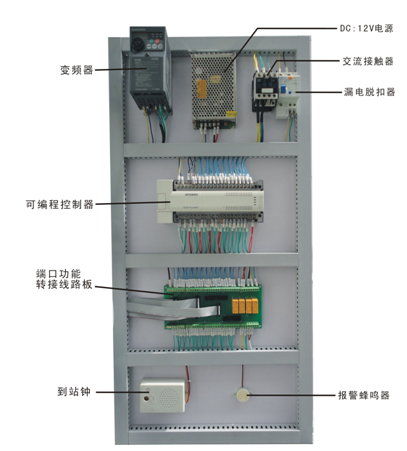 DC:12V电源
变频器
交流接触器
漏电脱扣器
可编程控制器
端口功能
转接线路板
到站钟
报警蜂鸣器